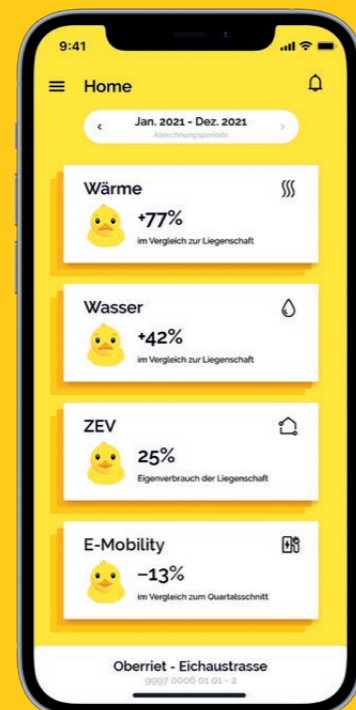 9:41
Home
Jan. 2021 - Dez. 2021
Abrechnungsperiode
Wärme
+77%
im Vergleich zur Liegenschaft
Wasser
+42%
im Vergleich zur Liegenschaft
ZEV
25%
Eigenverbrauch der Liegenschaft
E-Mobility
–13%
im Vergleich zum Quartalsschnitt
Oberriet - Eichaustrasse
9997 0006 01 01 - 2